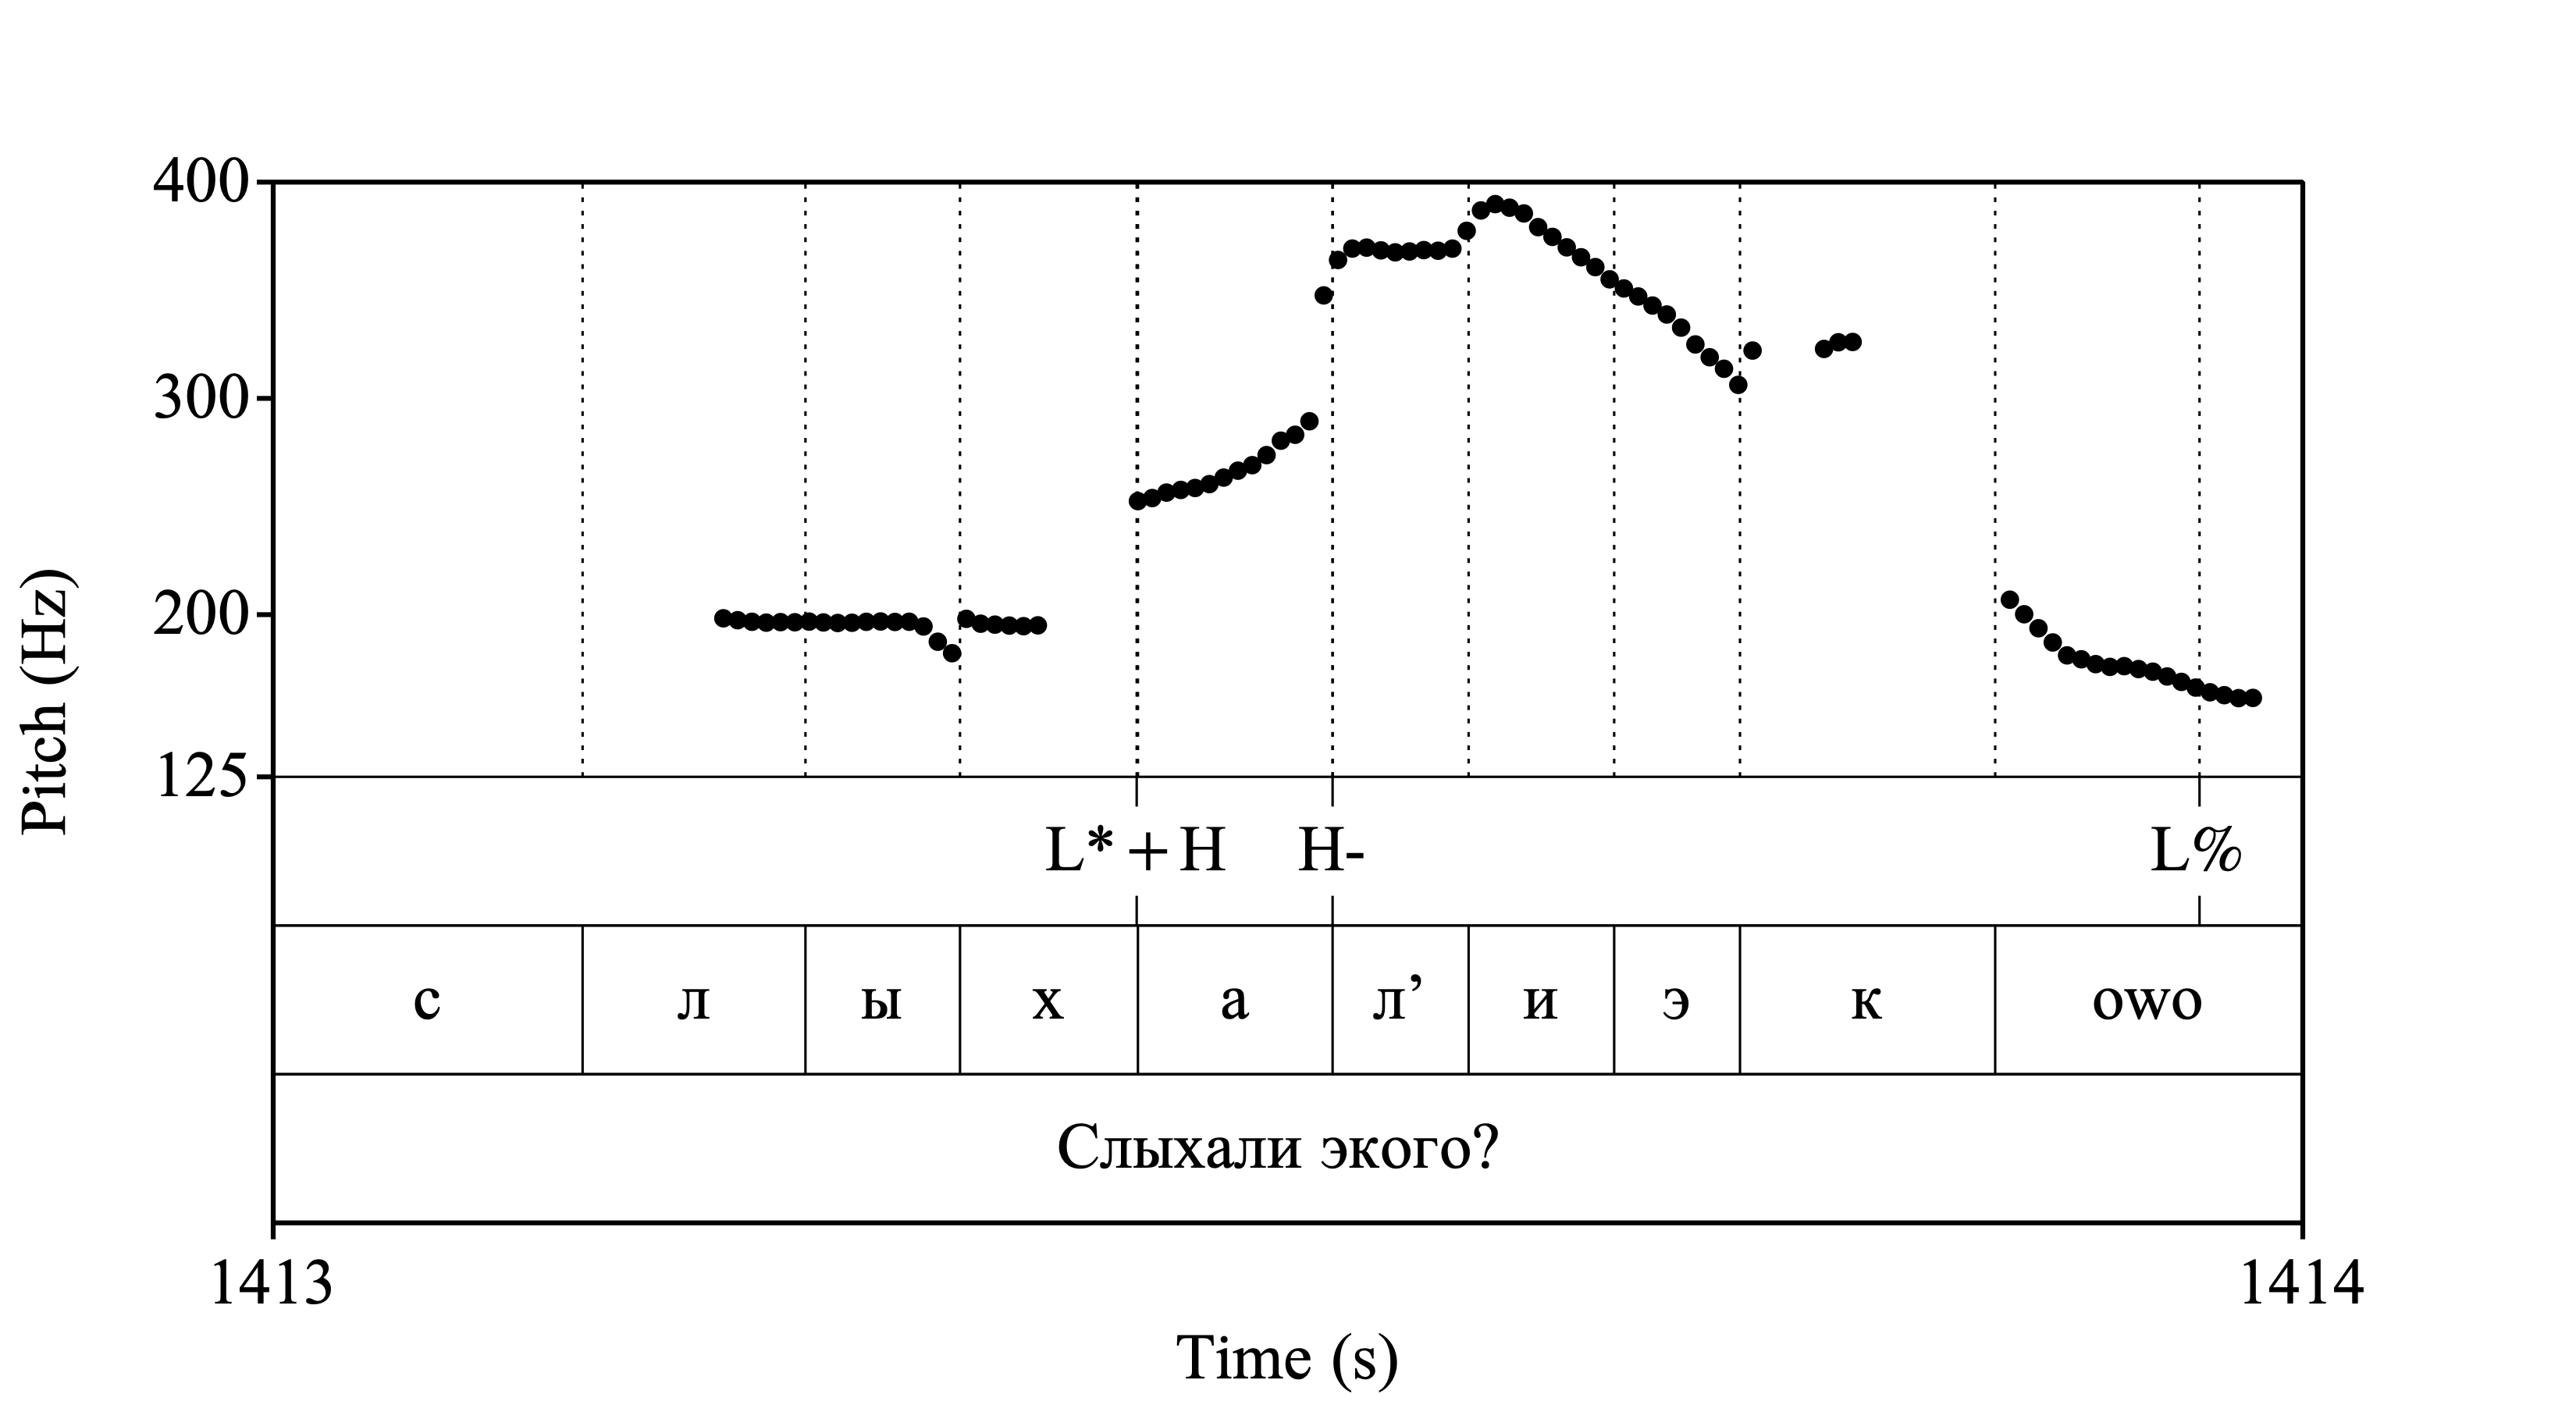 400
300
200
125
Pitch (Hz)
L*+H H- L%
с л ы х а л’ и э к owo
Слыхали экого?
1413 1414
Time (s)